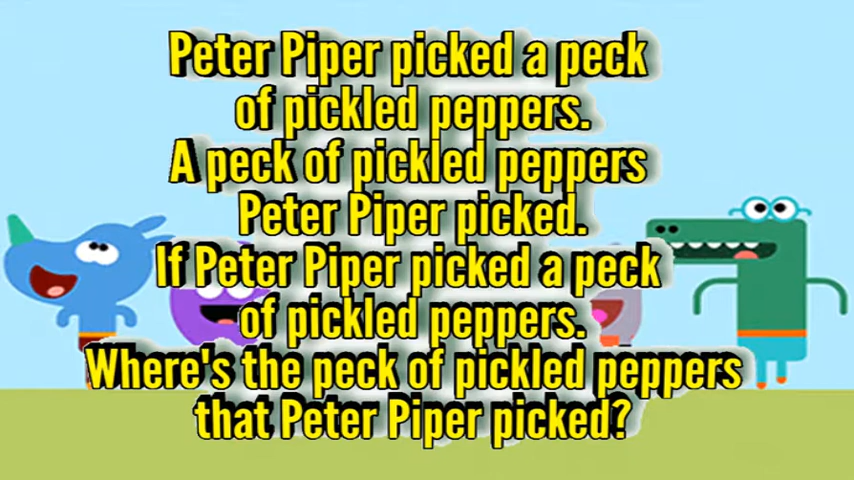 Peter Piper picked a peck
of pickled peppers.
A peck of pickled peppers
Peter Piper picked.
If Peter Piper picked a peck
of pickled peppers.
Where's the peck of pickled peppers
that Peter Piper picked?